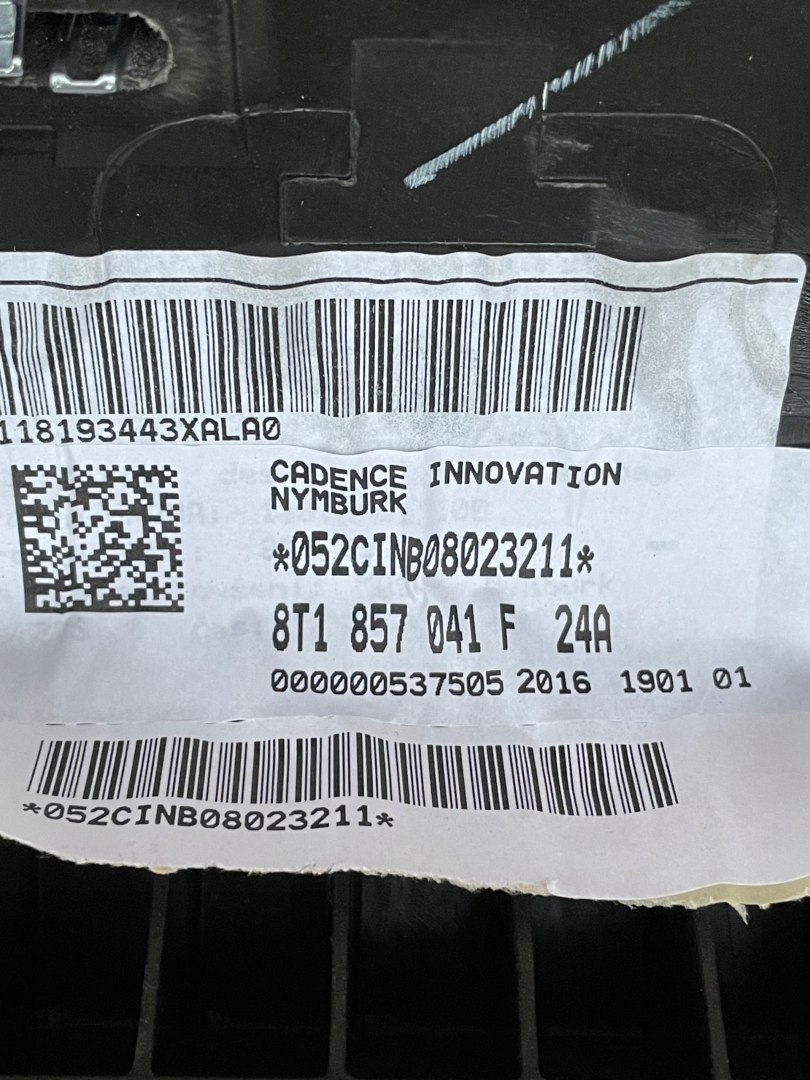 118193443XALA0
CADENCE INNOVATION
NYMBURK
*052CINB08023211*
8T1 857 041 F 24A
000000537505 2016 1901 01
*052CINB08023211*